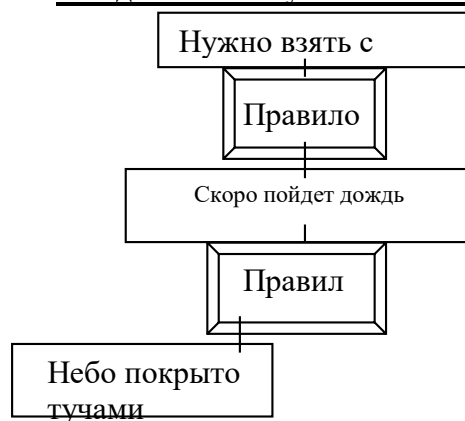 Нужно взять с
Правило
Скоро пойдет дождь
Правил
Небо покрыто
тучами